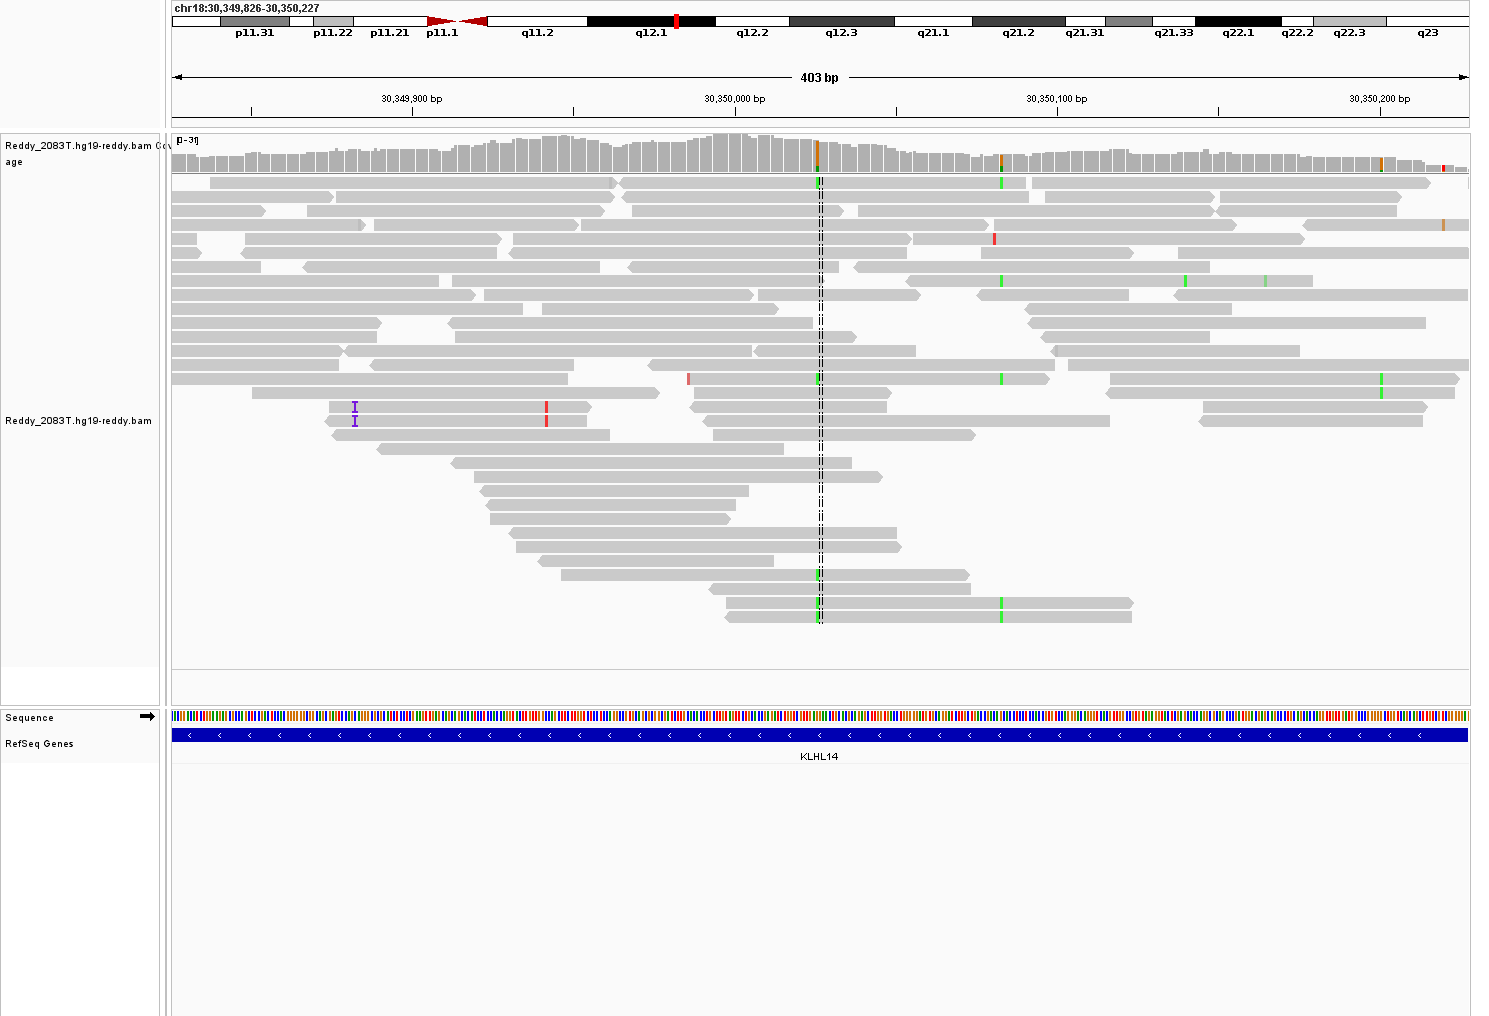 chr18:30,349,826-30,350,227
p11.31 p11.22 p11.21 p11.1 q11.2 q12.1 q12.2 q12.3 q21.1 q21.2 q21.31 q21.33 q22.1 q22.2 q22.3 q23
403 bp
30,349,900 bp 30,350,000 bp 30,350,100 bp 30,350,200 bp
[0-31]
Reddy_2083T.hg19-reddy.bam Cov
age
Reddy_2083T.hg19-reddy.bam
Sequence
RefSeq Genes
KLHL14